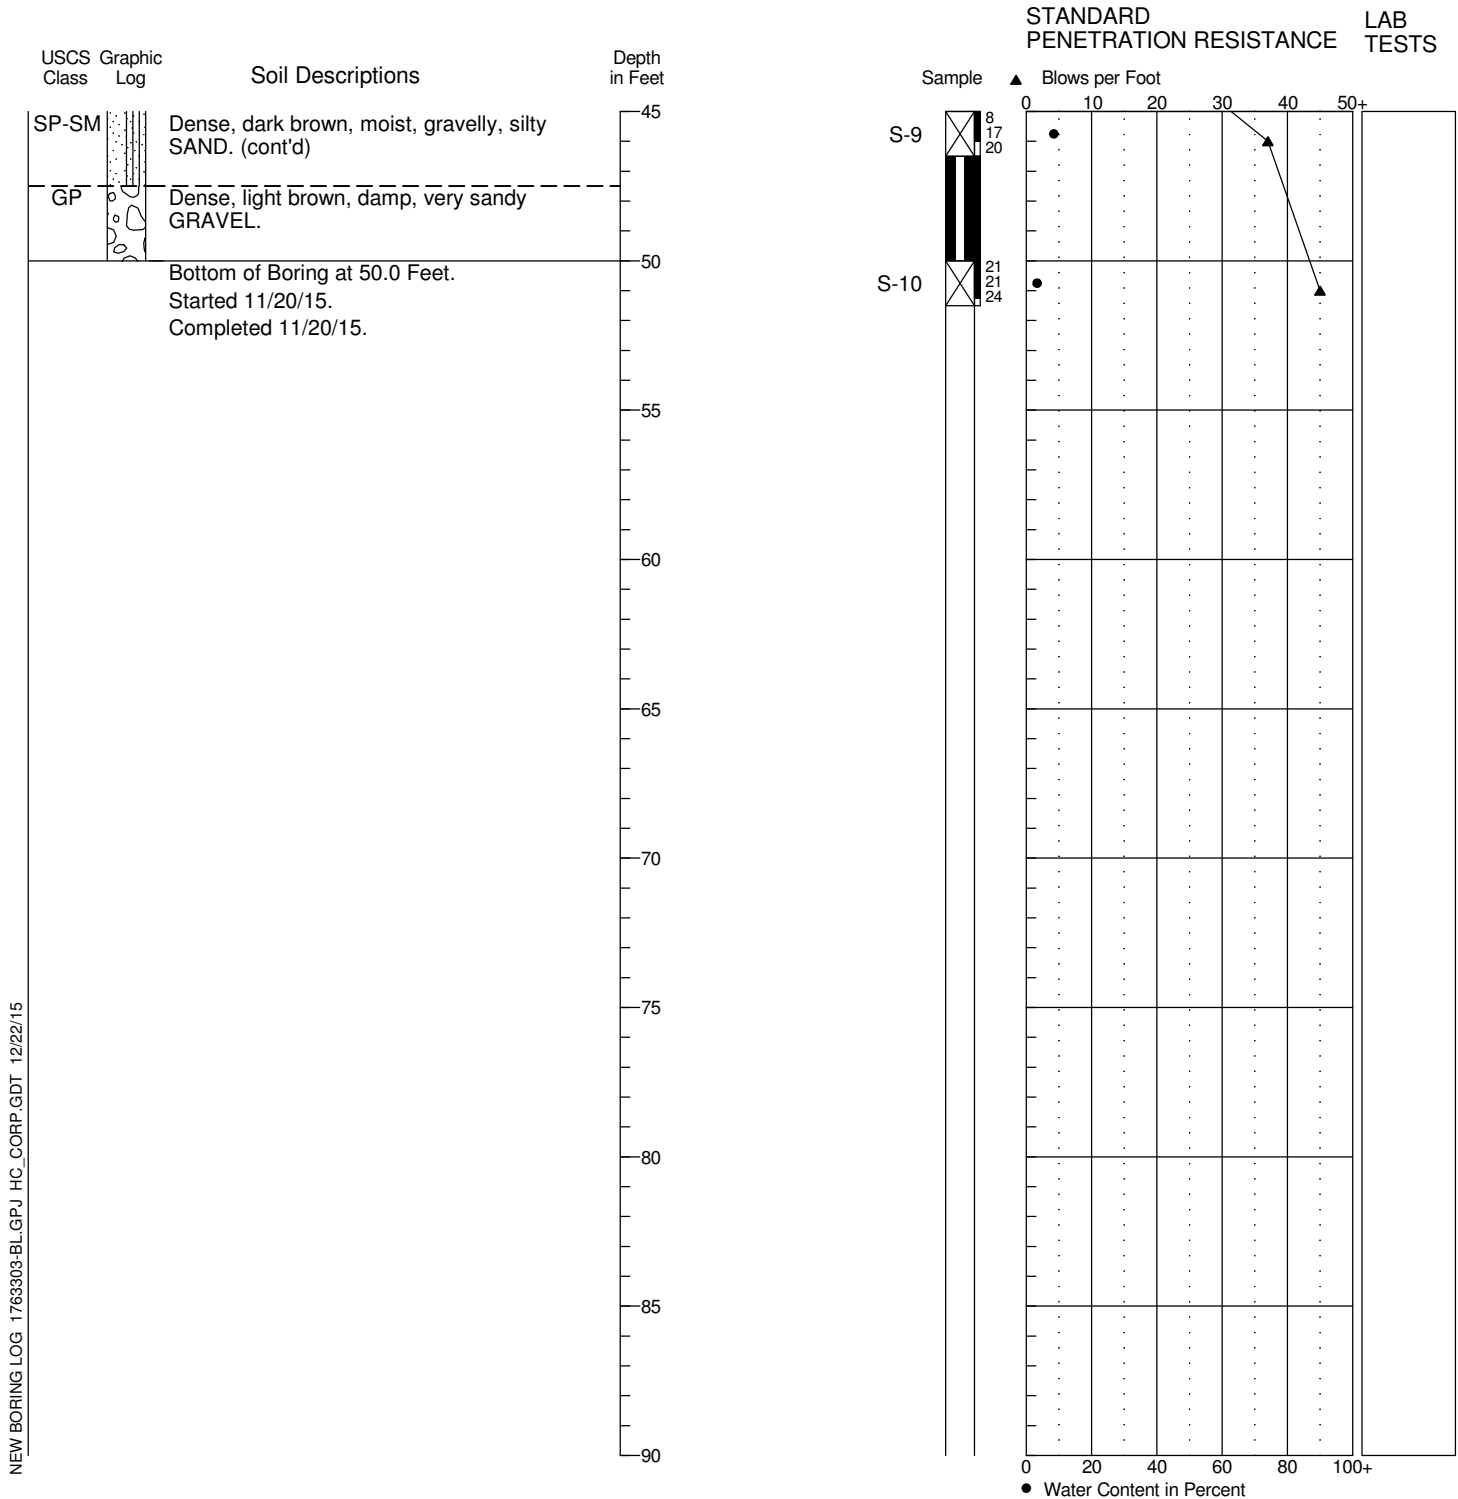 STANDARD
PENETRATION RESISTANCE
LAB
TESTS
USCS Graphic
Class Log
Soil Descriptions
Depth
in Feet
Sample
▲ Blows per Foot
0 10 20 30 40 50+
SP-SM
Dense, dark brown, moist, gravelly, silty
SAND. (cont'd)
45
S-9
8
17
20
GP
Dense, light brown, damp, very sandy
GRAVEL.
50
Bottom of Boring at 50.0 Feet.
Started 11/20/15.
Completed 11/20/15.
S-10
21
21
24
55
60
65
70
75
80
85
90
0 20 40 60 80 100+
● Water Content in Percent
NEW BORING LOG 1763303-BL.GPJ HC_CORP.GDT 12/22/15